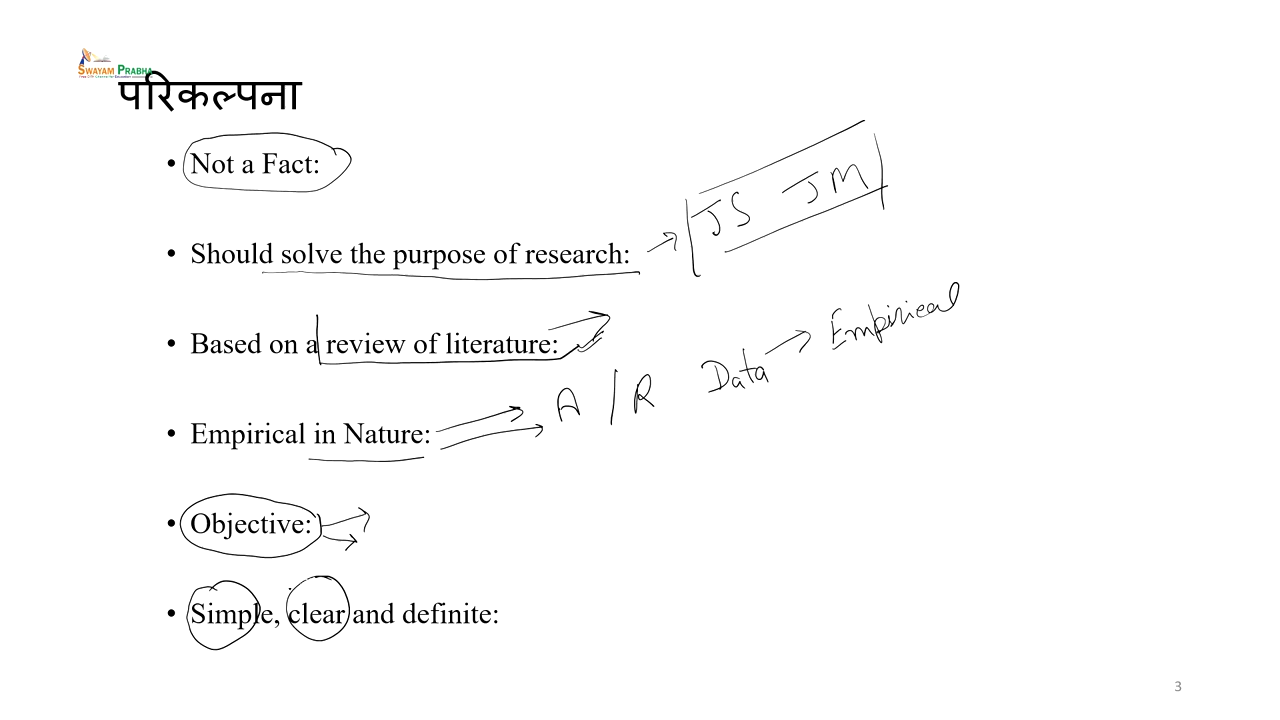 SWAYAM PRABHA
परिकल्पना
• Not a Fact:
JS JM
• Should solve the purpose of research:
Empirical
• Based on a review of literature:
Data
A / R
• Empirical in Nature:
• Objective:
• Simple, clear and definite:
3